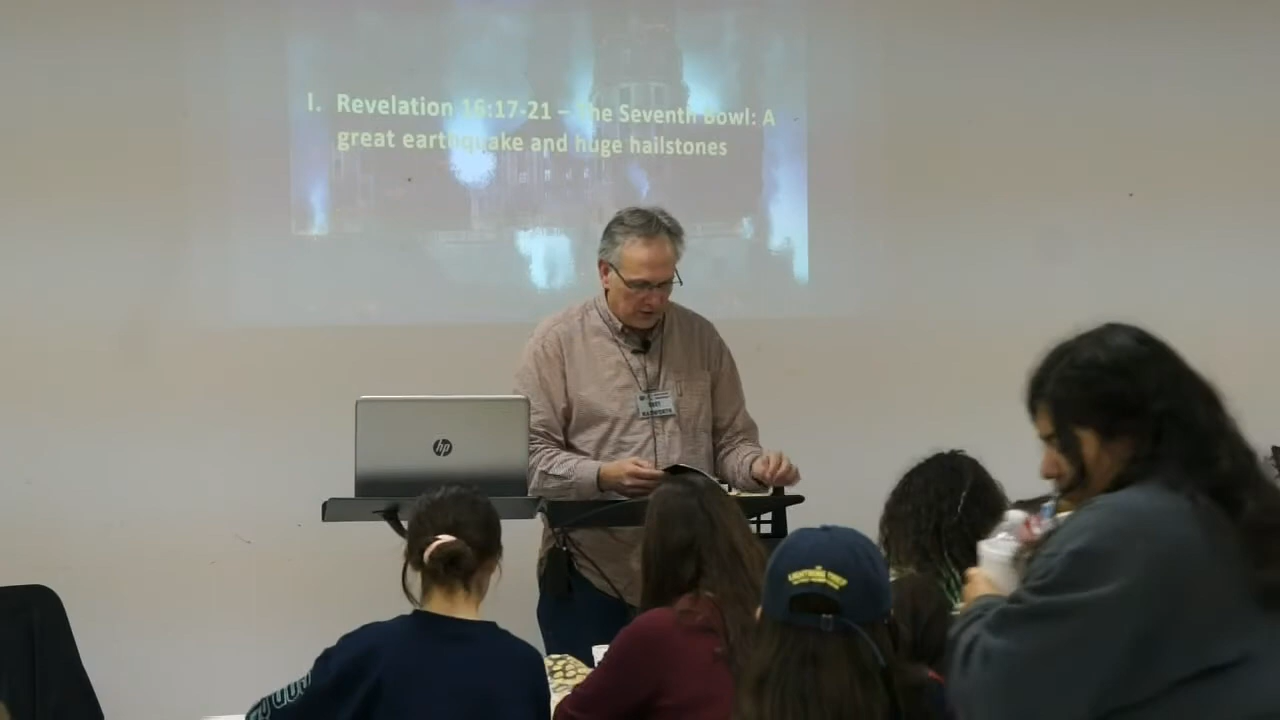 I. Revelation 16:17-21 – The Seventh Bowl: A
great earthquake and huge hailstones
hp